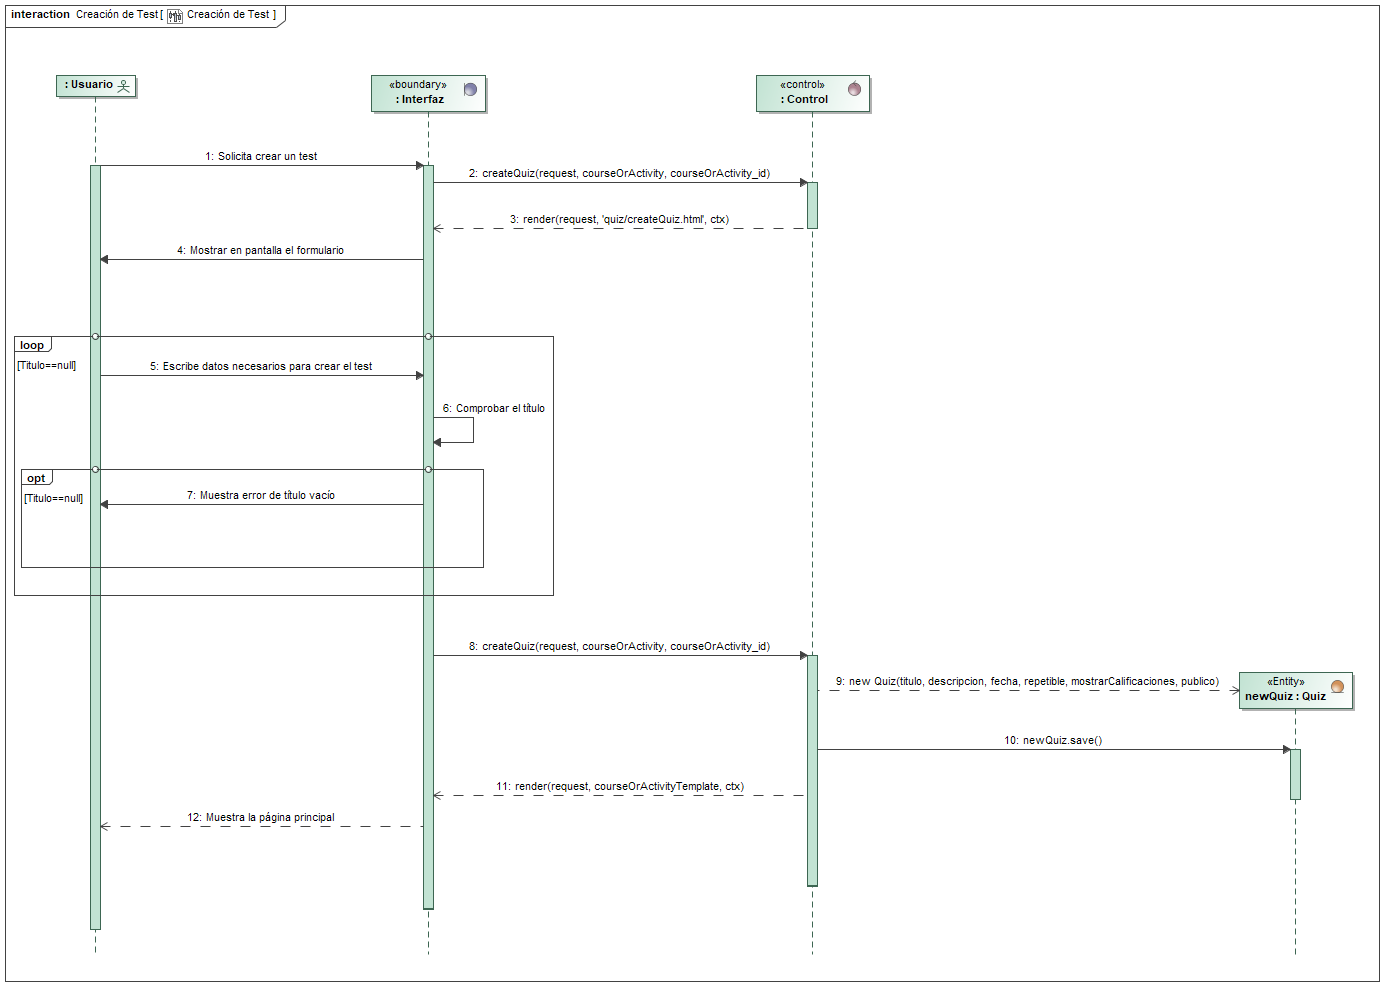 interaction Creación de Test [ Creación de Test ]
: Usuario
«boundary»
: Interfaz
«control»
: Control
1: Solicita crear un test
2: createQuiz(request, courseOrActivity, courseOrActivity_id)
3: render(request, 'quiz/createQuiz.html', ctx)
4: Mostrar en pantalla el formulario
loop
[Titulo==null]
5: Escribe datos necesarios para crear el test
6: Comprobar el título
opt
[Titulo==null]
7: Muestra error de título vacío
8: createQuiz(request, courseOrActivity, courseOrActivity_id)
9: new Quiz(titulo, descripcion, fecha, repetible, mostrarCalificaciones, publico)
«Entity»
newQuiz : Quiz
10: newQuiz.save()
11: render(request, courseOrActivityTemplate, ctx)
12: Muestra la página principal